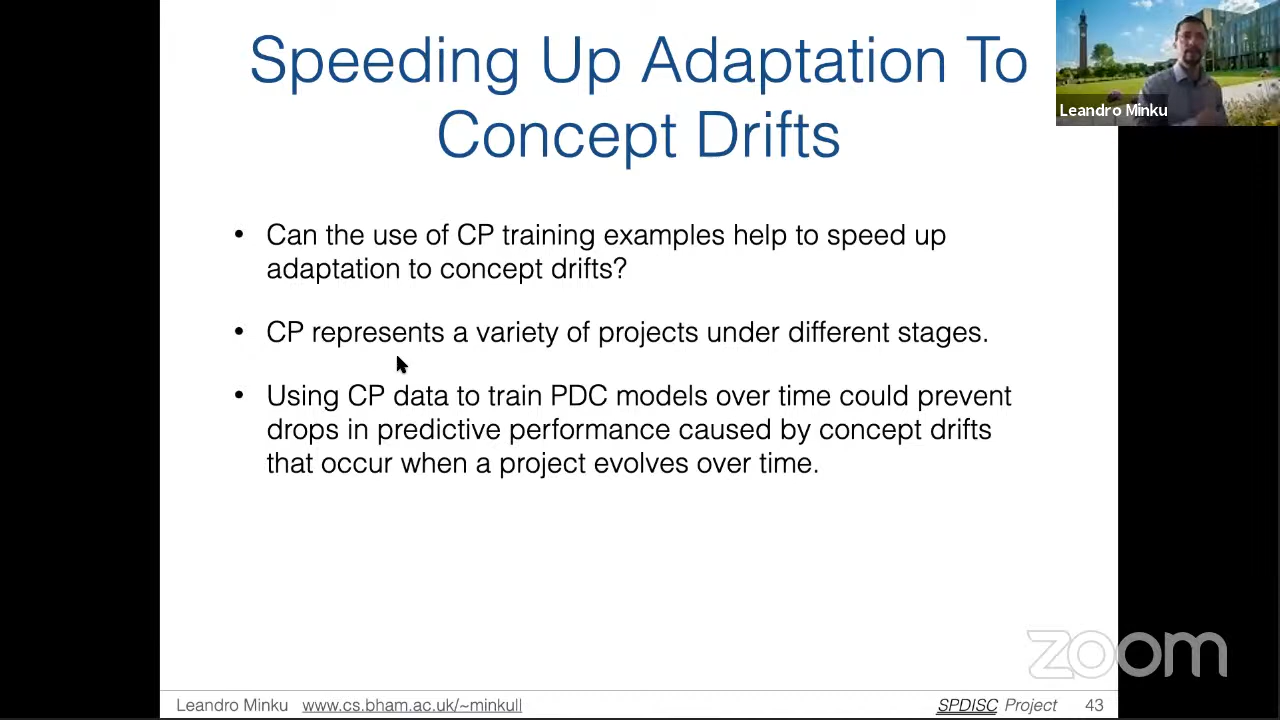 Speeding Up Adaptation To
Concept Drifts
Leandro Minku
• Can the use of CP training examples help to speed up
adaptation to concept drifts?
• CP represents a variety of projects under different stages.
• Using CP data to train PDC models over time could prevent
drops in predictive performance caused by concept drifts
that occur when a project evolves over time.
zoom
Leandro Minku www.cs.bham.ac.uk/~minkull SPDISC Project 43